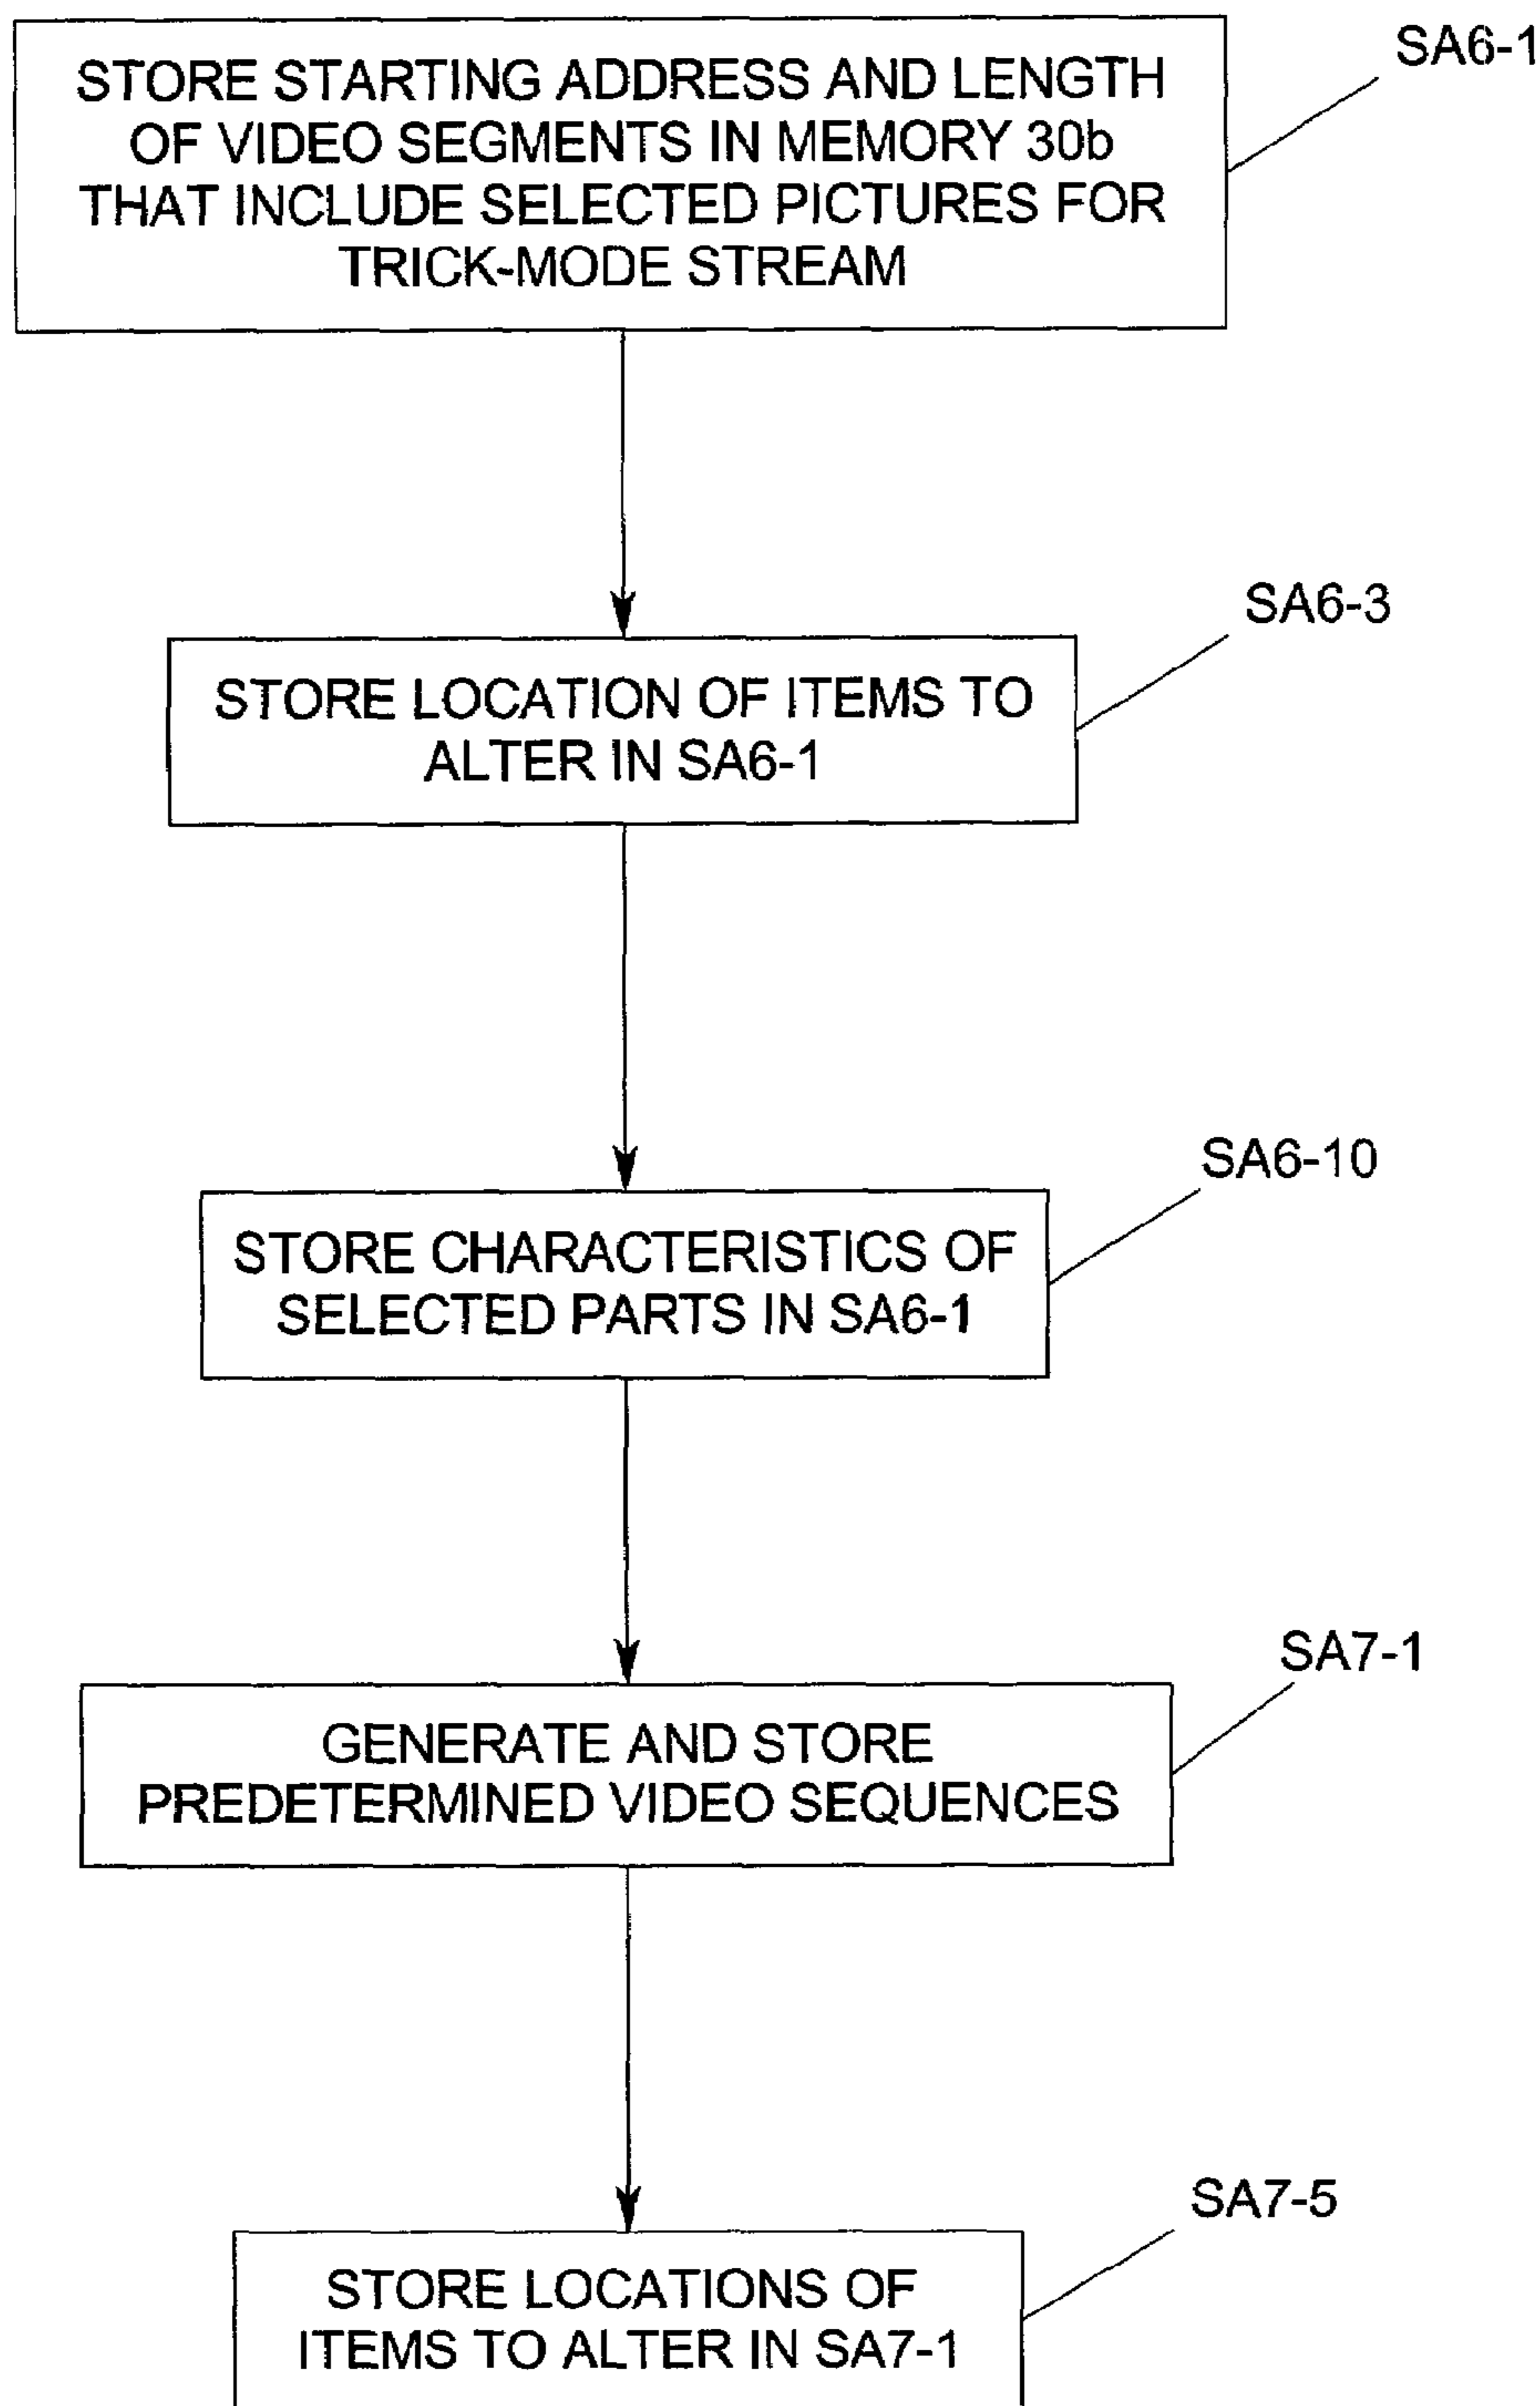 SA6-1
STORE STARTING ADDRESS AND LENGTH
OF VIDEO SEGMENTS IN MEMORY 30b
THAT INCLUDE SELECTED PICTURES FOR
TRICK-MODE STREAM
SA6-3
STORE LOCATION OF ITEMS TO
ALTER IN SA6-1
SA6-10
STORE CHARACTERISTICS OF
SELECTED PARTS IN SA6-1
SA7-1
GENERATE AND STORE
PREDETERMINED VIDEO SEQUENCES
SA7-5
STORE LOCATIONS OF
ITEMS TO ALTER IN SA7-1